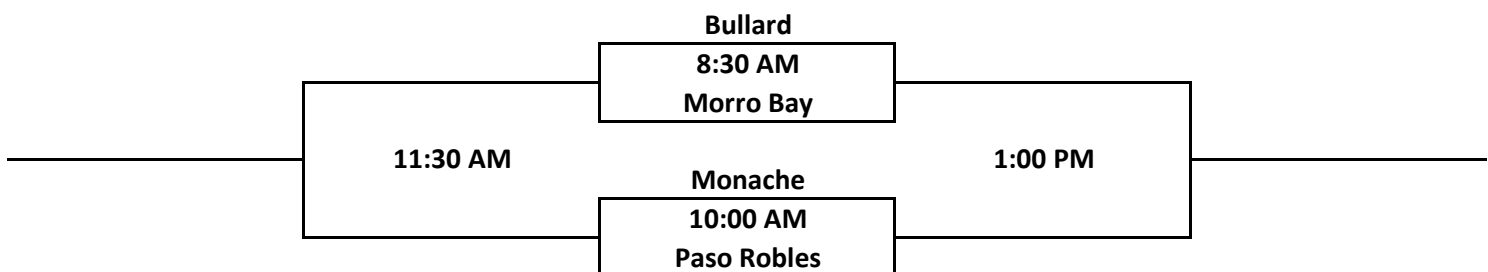 Bullard
8:30 AM
Morro Bay
11:30 AM
1:00 PM
Monache
10:00 AM
Paso Robles